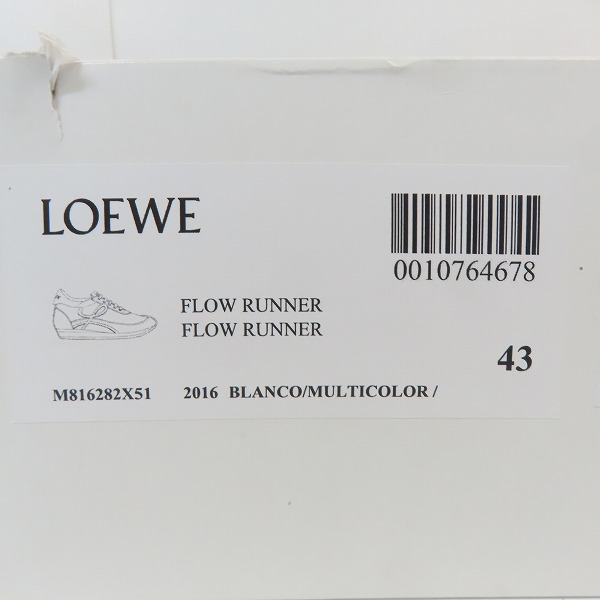 LOEWE
0010764678
FLOW RUNNER
FLOW RUNNER
43
M816282X51 2016 BLANCO/MULTICOLOR /